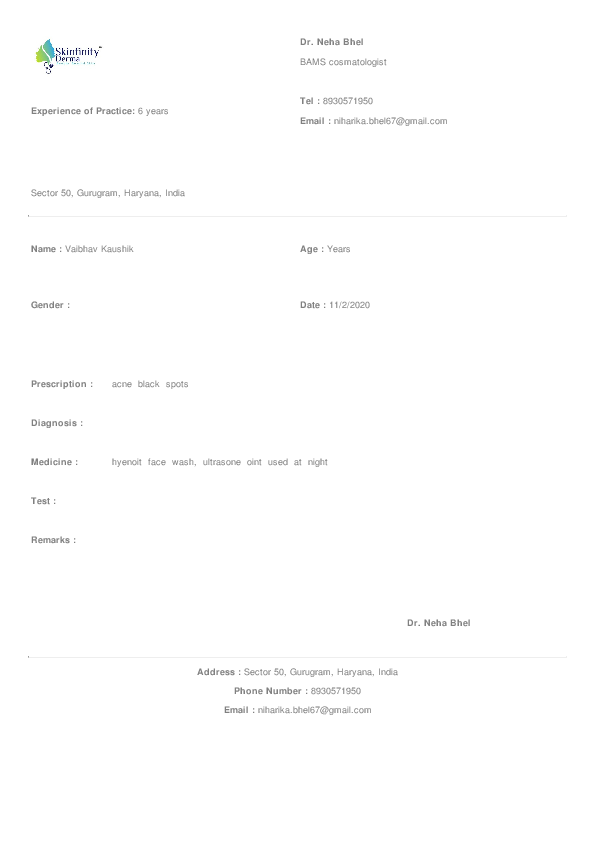 Skinfinity™
Derma
Dr. Neha Bhel
BAMS cosmatologist
Experience of Practice: 6 years
Tel : 8930571950
Email : niharika.bhel67@gmail.com
Sector 50, Gurugram, Haryana, India
Name : Vaibhav Kaushik
Age : Years
Gender :
Date : 11/2/2020
Prescription : acne black spots
Diagnosis :
Medicine : hyenoit face wash, ultrasone oint used at night
Test :
Remarks :
Dr. Neha Bhel
Address : Sector 50, Gurugram, Haryana, India
Phone Number : 8930571950
Email : niharika.bhel67@gmail.com